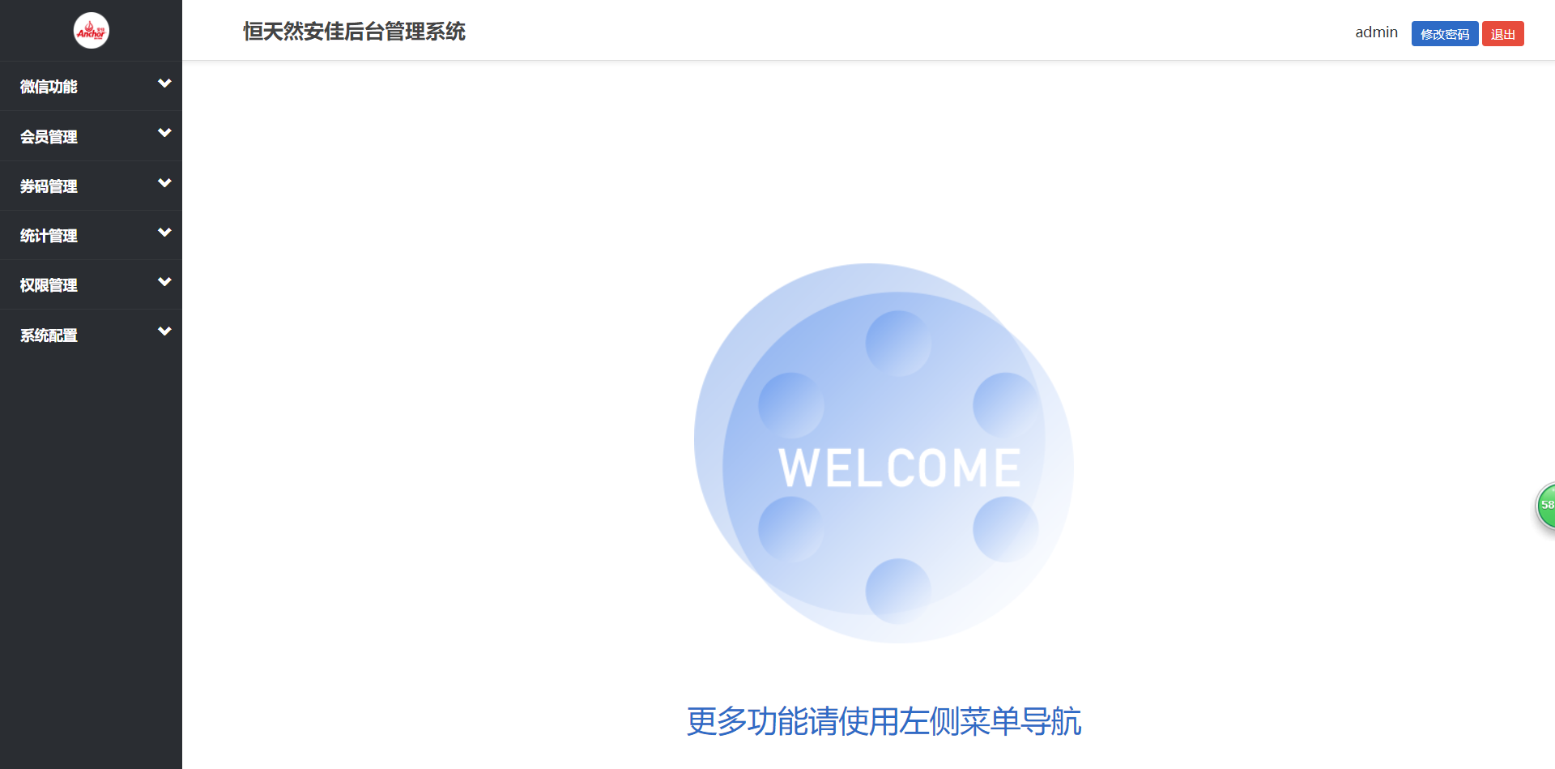 Anchor
恒天然安佳后台管理系统
admin
修改密码
退出
微信功能
会员管理
券码管理
统计管理
权限管理
系统配置
WELCOME
58
更多功能请使用左侧菜单导航